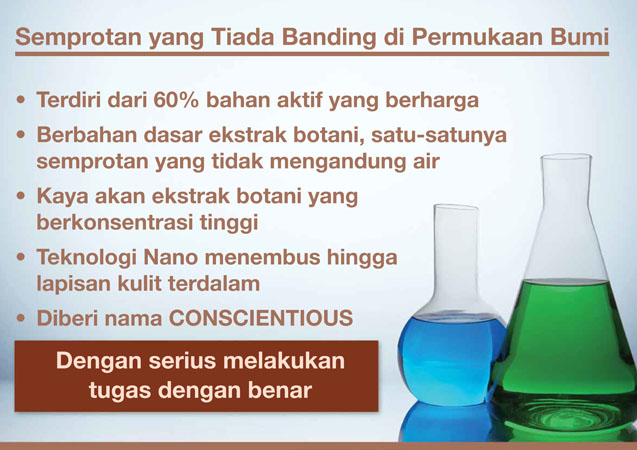 Semprotan yang Tiada Banding di Permukaan Bumi
• Terdiri dari 60% bahan aktif yang berharga
• Berbahan dasar ekstrak botani, satu-satunya
semprotan yang tidak mengandung air
• Kaya akan ekstrak botani yang
berkonsentrasi tinggi
• Teknologi Nano menembus hingga
lapisan kulit terdalam
• Diberi nama CONSCIENTIOUS
Dengan serius melakukan
tugas dengan benar